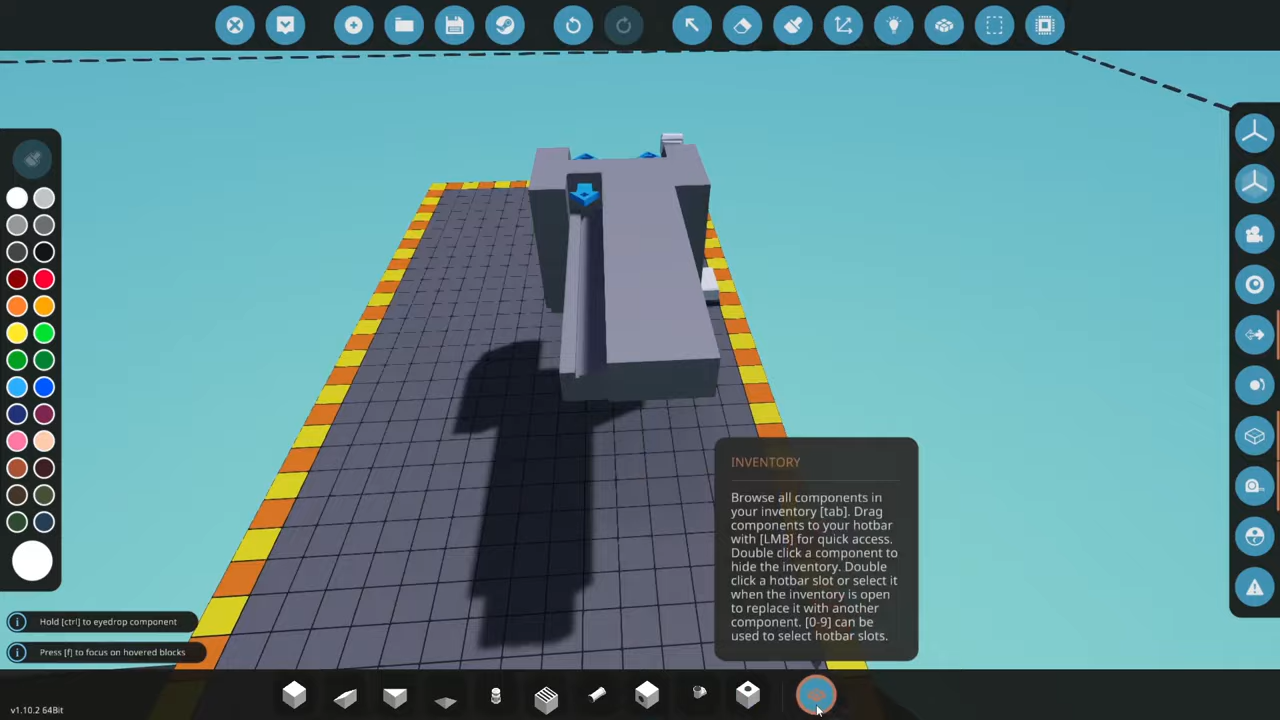 INVENTORY
Browse all components in
your inventory [tab]. Drag
components to your hotbar
with [LMB] for quick access.
Double click a component to
hide the inventory. Double
click a hotbar slot or select it
when the inventory is open
to replace it with another
component. [0-9] can be
used to select hotbar slots.
Hold [ctrl] to eyedrop component
Press [f] to focus on hovered blocks
v1.10.2 64Bit